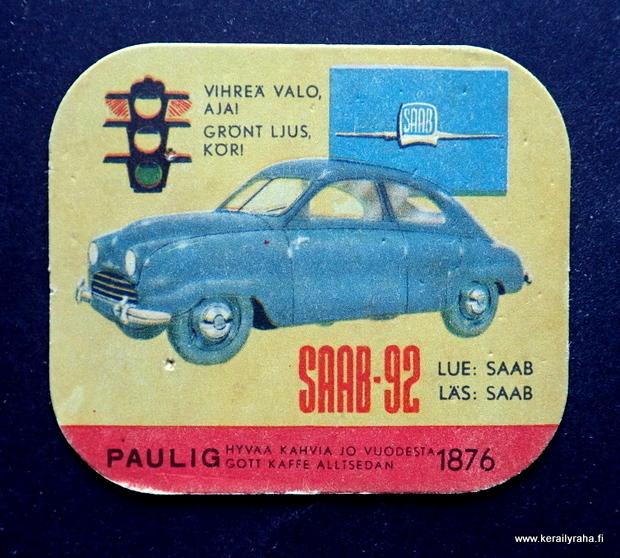 VIHREÄ VALO,
AJA!
GRÖNT LJUS,
KÖR!
SAAB
SAAB-92
LUE: SAAB
LÄS: SAAB
PAULIG HYVÄÄ KAHVIA JO VUODESTA 1876
GOTT KAFFE ALLTSEDAN
www.kerailyraha.fi